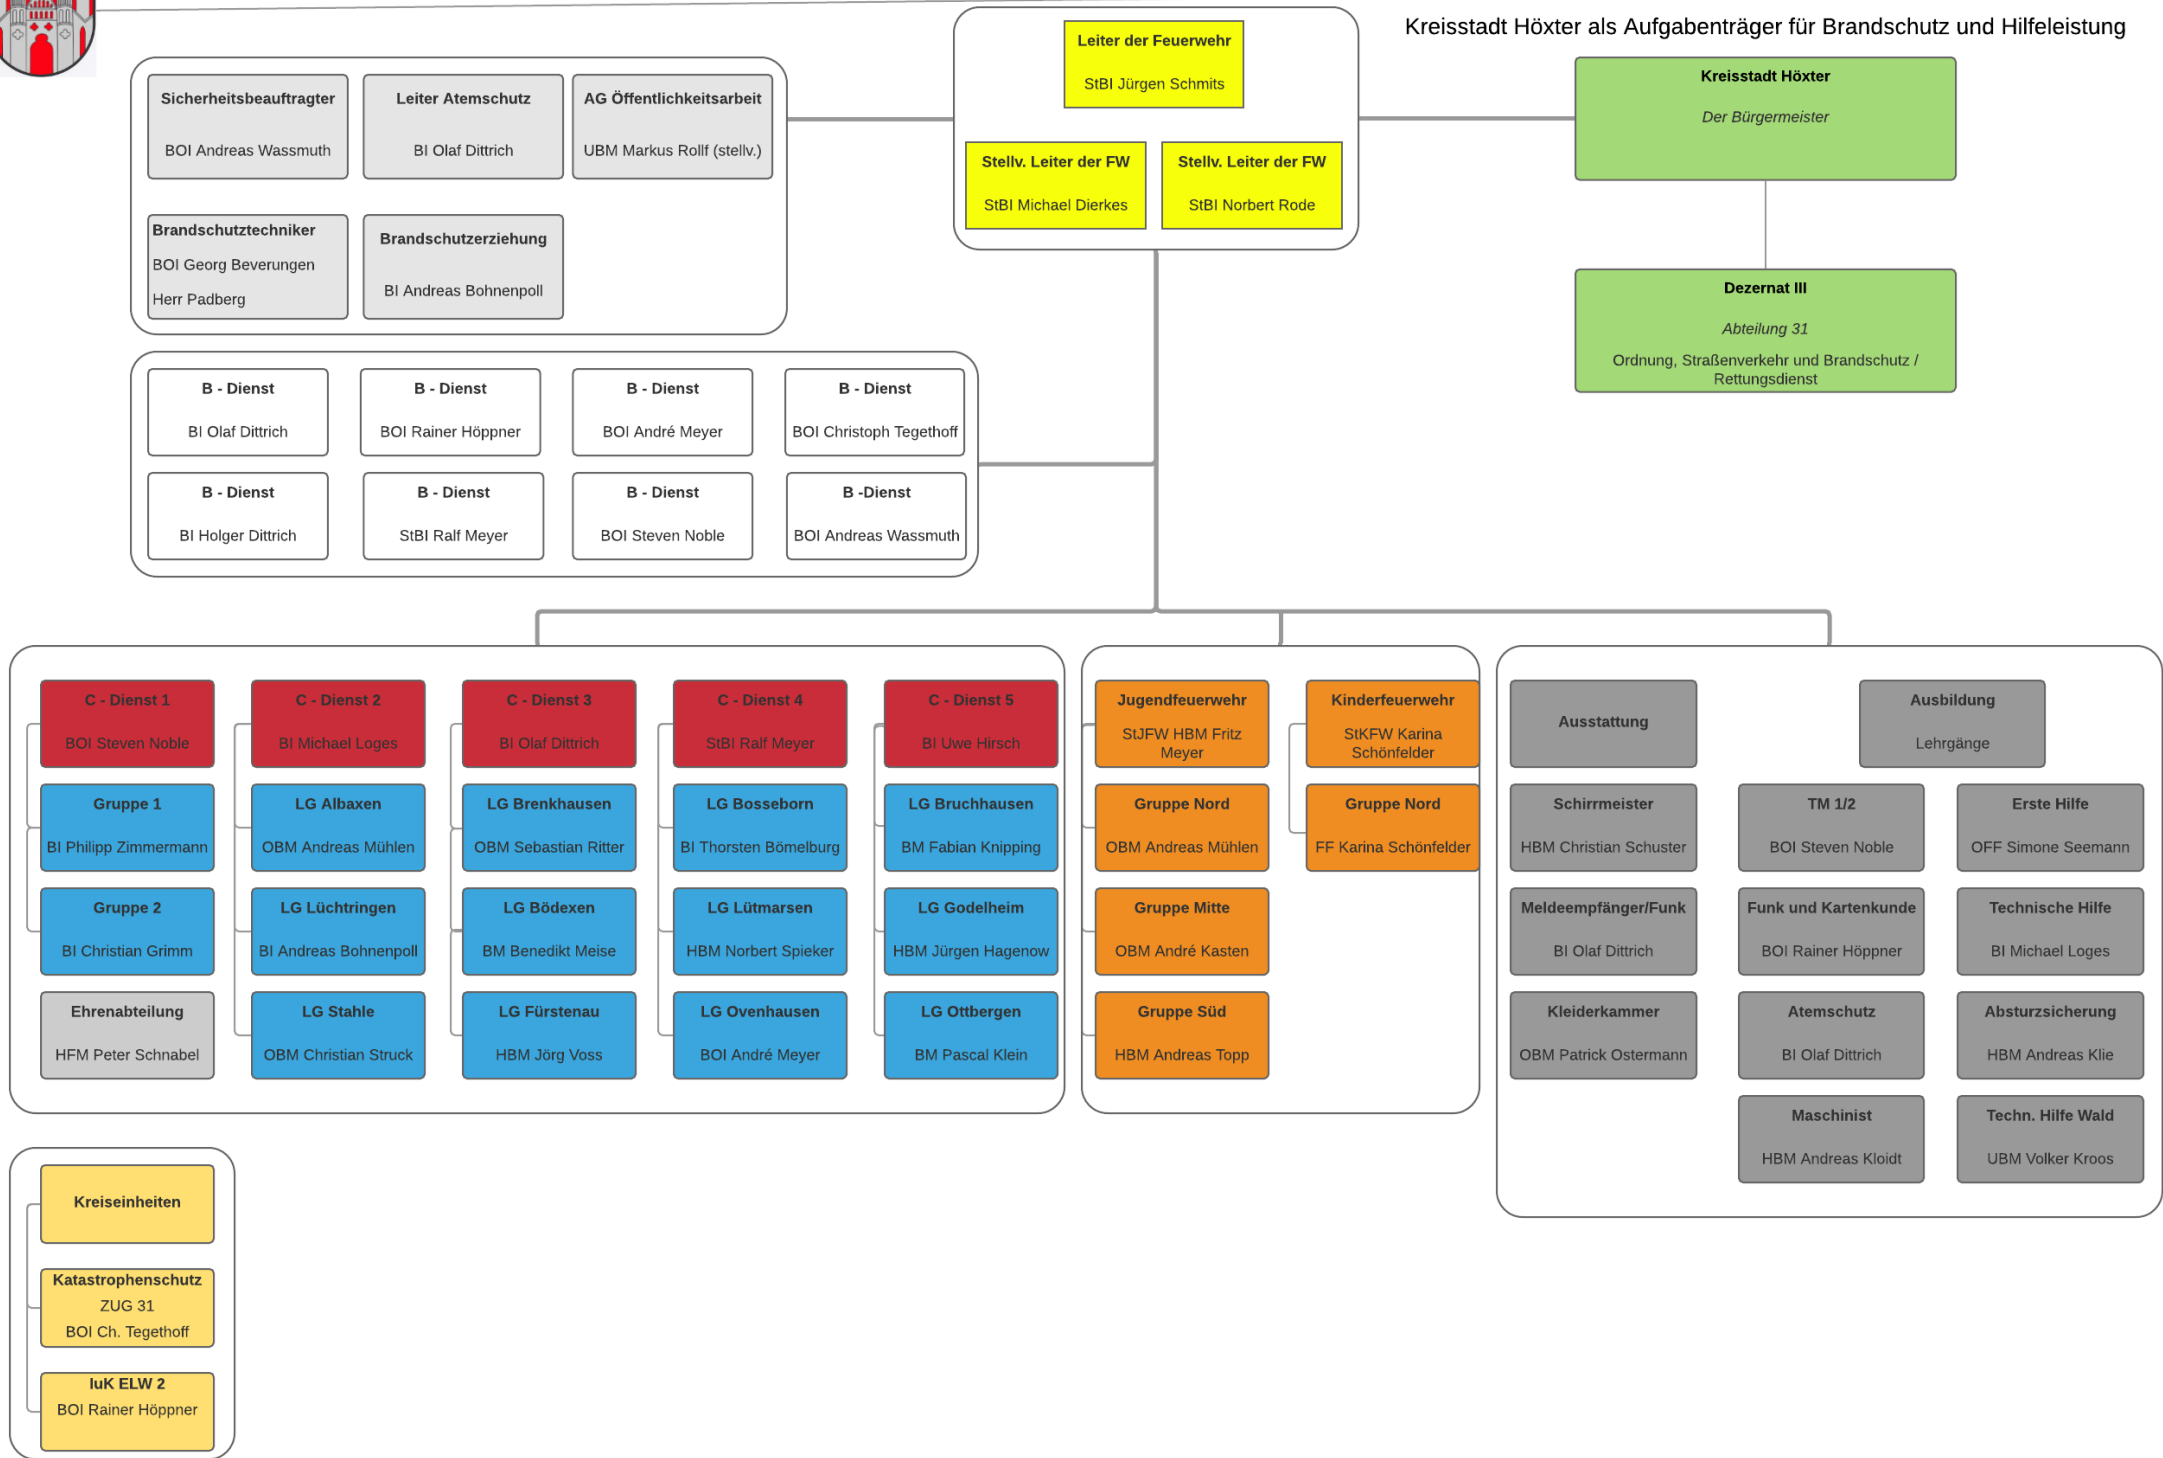 Kreisstadt Höxter als Aufgabenträger für Brandschutz und Hilfeleistung
Leiter der Feuerwehr
StBI Jürgen Schmits
Stellv. Leiter der FW
StBI Michael Dierkes
Stellv. Leiter der FW
StBI Norbert Rode
Kreisstadt Höxter
Der Bürgermeister
Dezernat III
Abteilung 31
Ordnung, Straßenverkehr und Brandschutz /
Rettungsdienst
Sicherheitsbeauftragter
BOI Andreas Wassmuth
Leiter Atemschutz
BI Olaf Dittrich
AG Öffentlichkeitsarbeit
UBM Markus Rollf (stellv.)
Brandschutztechniker
BOI Georg Beverungen
Herr Padberg
Brandschutzerziehung
BI Andreas Bohnenpoll
B - Dienst
BI Olaf Dittrich
B - Dienst
BOI Rainer Höppner
B - Dienst
BOI André Meyer
B - Dienst
BOI Christoph Tegethoff
B - Dienst
BI Holger Dittrich
B - Dienst
StBI Ralf Meyer
B - Dienst
BOI Steven Noble
B -Dienst
BOI Andreas Wassmuth
C - Dienst 1
BOI Steven Noble
Gruppe 1
BI Philipp Zimmermann
Gruppe 2
BI Christian Grimm
Ehrenabteilung
HFM Peter Schnabel
C - Dienst 2
BI Michael Loges
LG Albaxen
OBM Andreas Mühlen
LG Lüchtringen
BI Andreas Bohnenpoll
LG Stahle
OBM Christian Struck
C - Dienst 3
BI Olaf Dittrich
LG Brenkhausen
OBM Sebastian Ritter
LG Bödexen
BM Benedikt Meise
LG Fürstenau
HBM Jörg Voss
C - Dienst 4
StBI Ralf Meyer
LG Bosseborn
BI Thorsten Bömelburg
LG Lütmarsen
HBM Norbert Spieker
LG Ovenhausen
BOI André Meyer
C - Dienst 5
BI Uwe Hirsch
LG Bruchhausen
BM Fabian Knipping
LG Godelheim
HBM Jürgen Hagenow
LG Ottbergen
BM Pascal Klein
Jugendfeuerwehr
StJFW HBM Fritz
Meyer
Gruppe Nord
OBM Andreas Mühlen
Gruppe Mitte
OBM André Kasten
Gruppe Süd
HBM Andreas Topp
Kinderfeuerwehr
StKFW Karina
Schönfelder
Gruppe Nord
FF Karina Schönfelder
Ausstattung
Schirrmeister
HBM Christian Schuster
Meldeempfänger/Funk
BI Olaf Dittrich
Kleiderkammer
OBM Patrick Ostermann
Ausbildung
Lehrgänge
TM 1/2
BOI Steven Noble
Funk und Kartenkunde
BOI Rainer Höppner
Atemschutz
BI Olaf Dittrich
Maschinist
HBM Andreas Kloidt
Erste Hilfe
OFF Simone Seemann
Technische Hilfe
BI Michael Loges
Absturzsicherung
HBM Andreas Klie
Techn. Hilfe Wald
UBM Volker Kroos
Kreiseinheiten
Katastrophenschutz
ZUG 31
BOI Ch. Tegethoff
IuK ELW 2
BOI Rainer Höppner